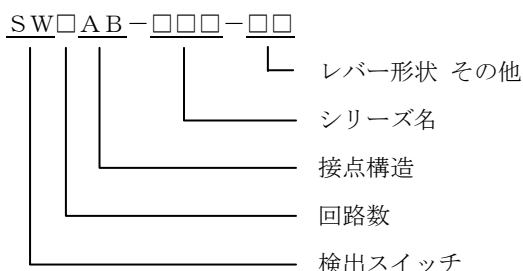 ＳＷ□ＡＢ－□□□－□□
レバー形状 その他
シリーズ名
接点構造
回路数
検出スイッチ